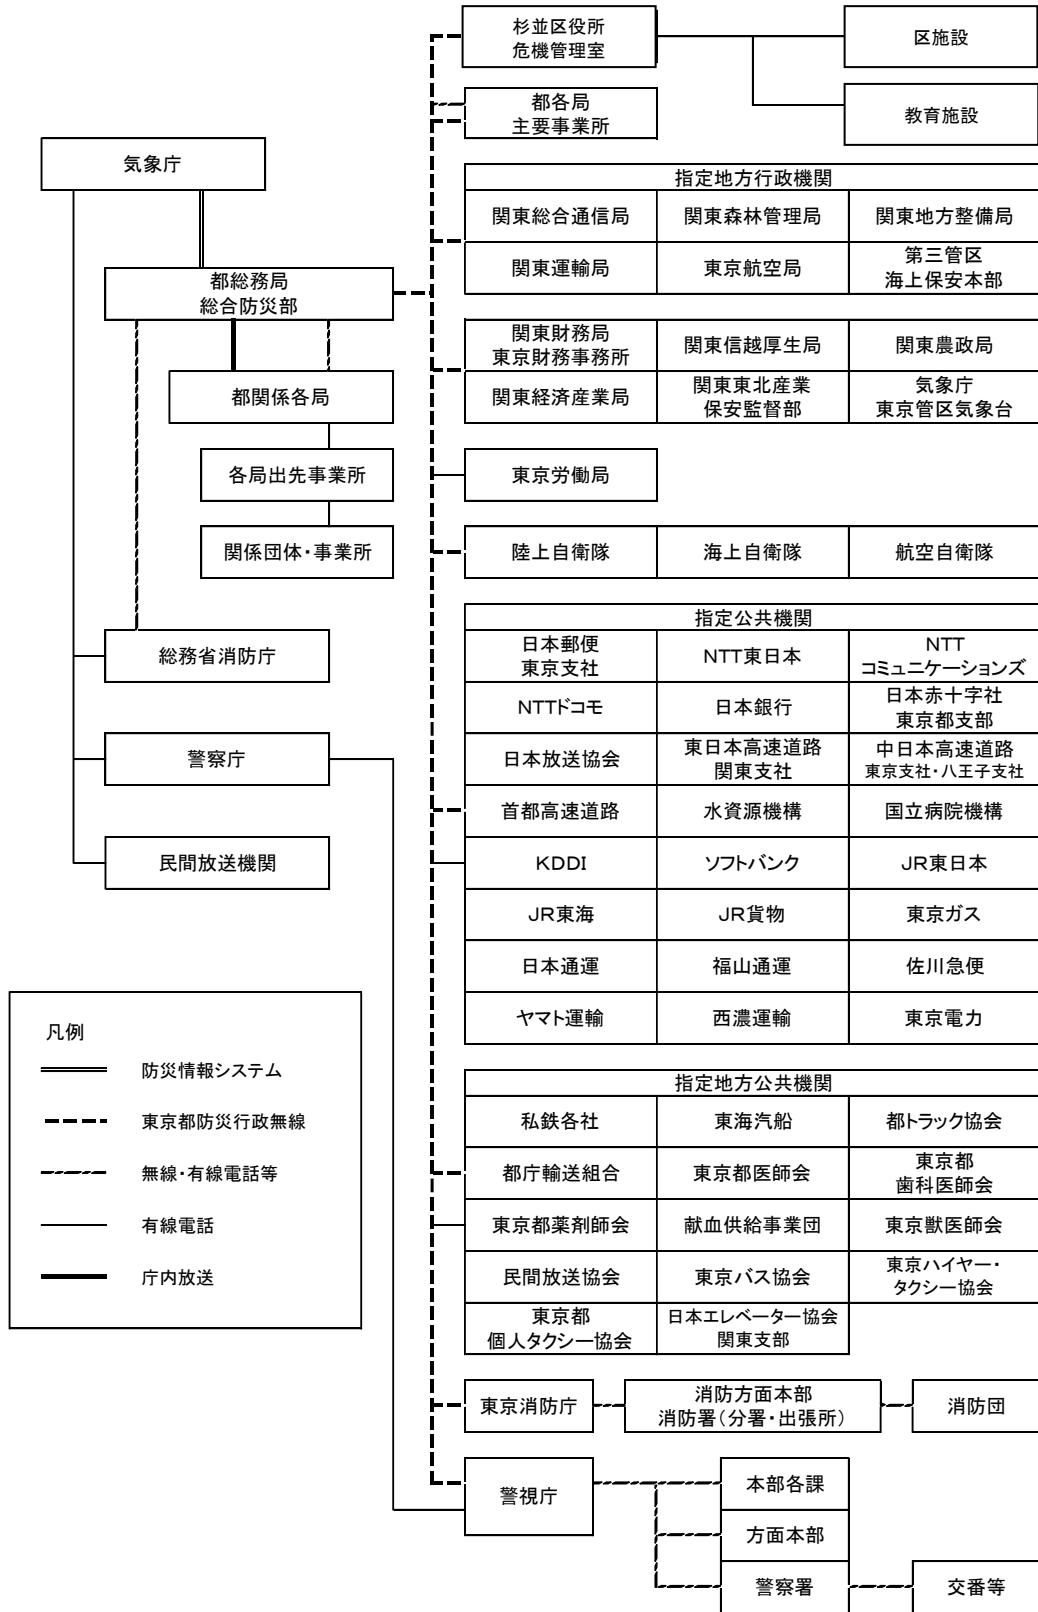 杉並区役所
危機管理室
区施設
教育施設
都各局
主要事業所
気象庁
都総務局
総合防災部
都関係各局
各局出先事業所
関係団体・事業所
総務省消防庁
警察庁
民間放送機関
指定地方行政機関
関東総合通信局
関東森林管理局
関東地方整備局
関東運輸局
東京航空局
第三管区
海上保安本部
関東財務局
東京財務事務所
関東信越厚生局
関東農政局
関東経済産業局
関東東北産業
保安監督部
気象庁
東京管区気象台
東京労働局
陸上自衛隊
海上自衛隊
航空自衛隊
指定公共機関
日本郵便
東京支社
NTT東日本
NTT
コミュニケーションズ
NTTドコモ
日本銀行
日本赤十字社
東京都支部
日本放送協会
東日本高速道路
関東支社
中日本高速道路
東京支社・八王子支社
首都高速道路
水資源機構
国立病院機構
KDDI
ソフトバンク
JR東日本
JR東海
JR貨物
東京ガス
日本通運
福山通運
佐川急便
ヤマト運輸
西濃運輸
東京電力
指定地方公共機関
私鉄各社
東海汽船
都トラック協会
都庁輸送組合
東京都医師会
東京都
歯科医師会
東京都薬剤師会
献血供給事業団
東京獣医師会
民間放送協会
東京バス協会
東京ハイヤー・
タクシー協会
東京都
個人タクシー協会
日本エレベーター協会
関東支部
東京消防庁
消防方面本部
消防署(分署・出張所)
消防団
警視庁
本部各課
方面本部
警察署
交番等
凡例
防災情報システム
東京都防災行政無線
無線・有線電話等
有線電話
庁内放送